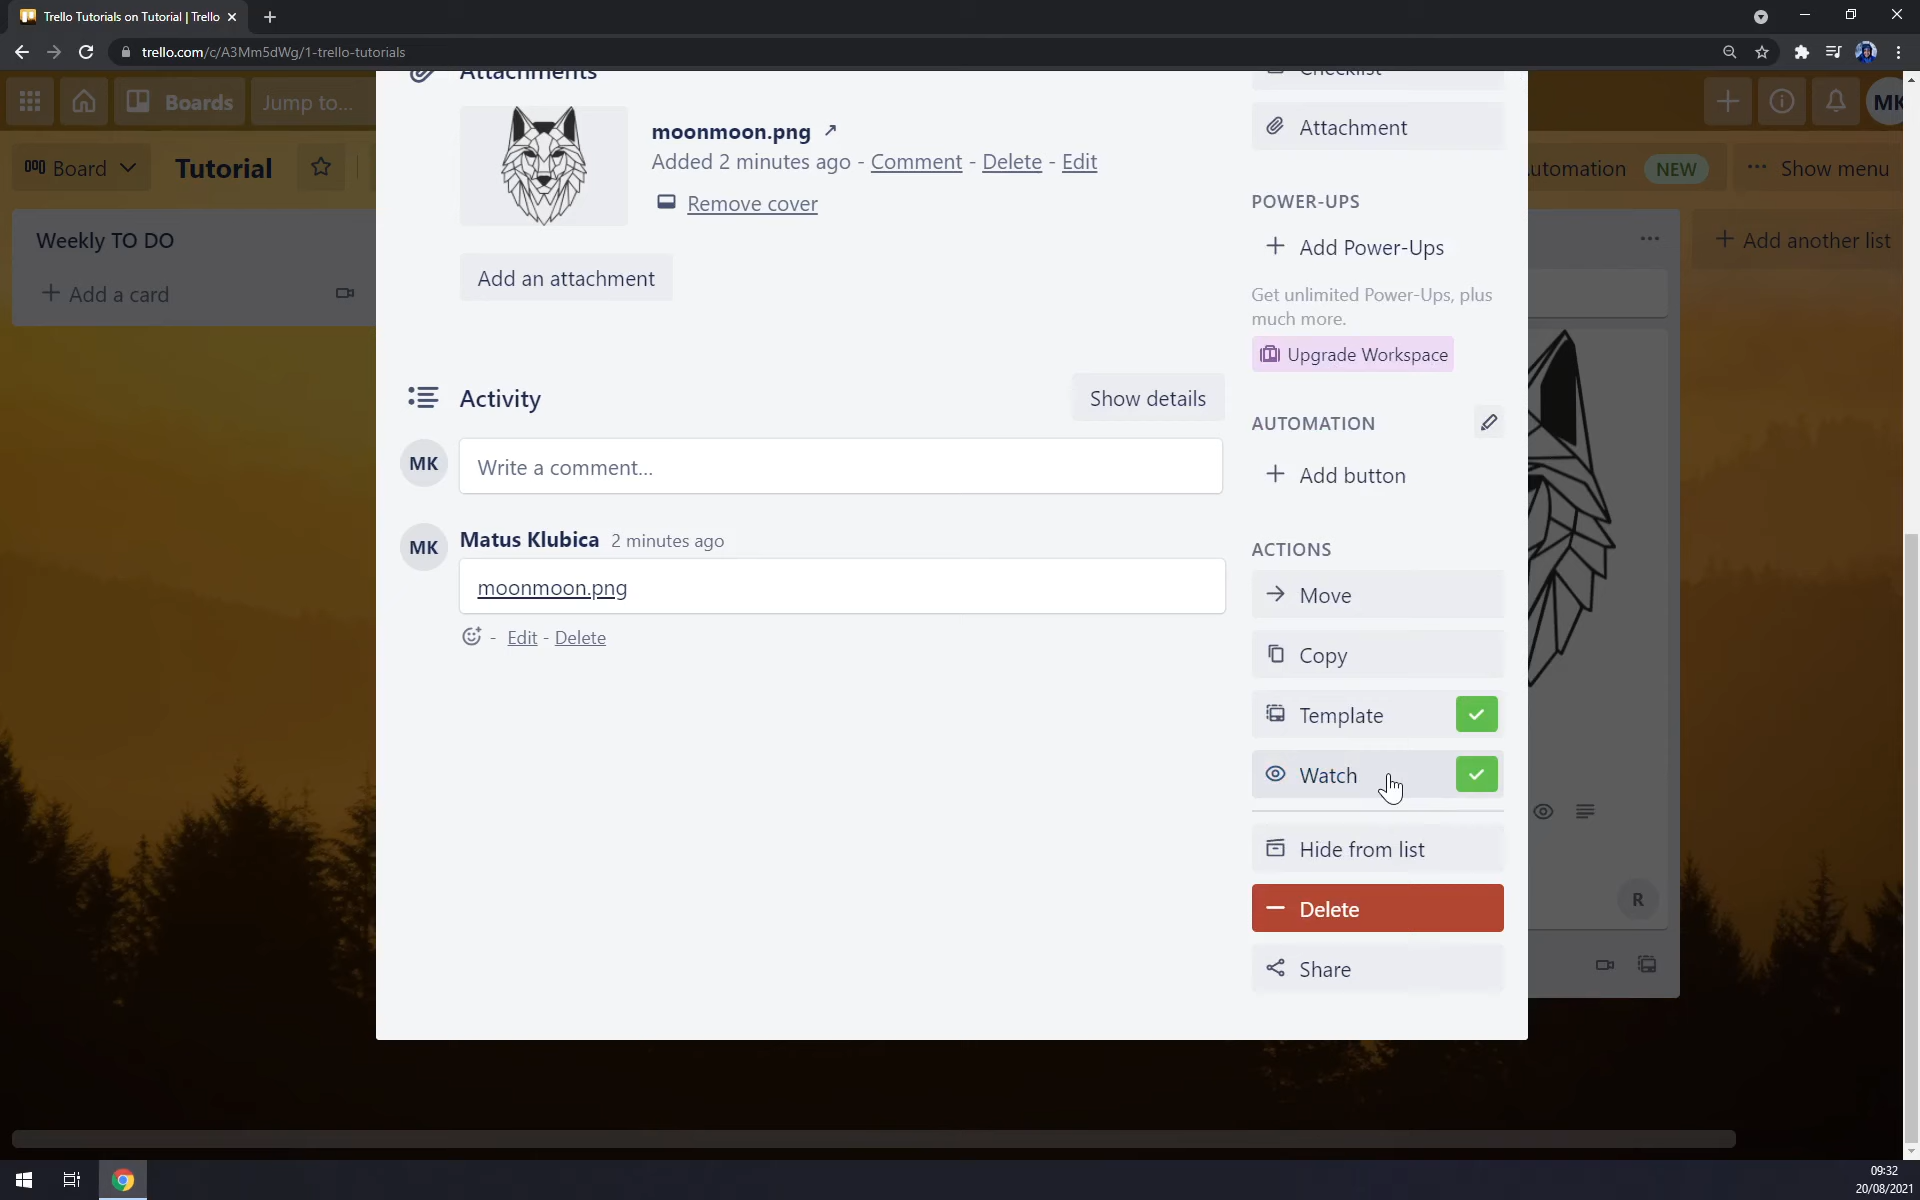 Trello Tutorials on Tutorial | Trello
trello.com/c/A3Mm5dWg/1-trello-tutorials
Boards
Jump to...
MK
Board
Tutorial
utomation
NEW
Show menu
Weekly TO DO
Add a card
Add another list
Attachments
moonmoon.png
Added 2 minutes ago - Comment - Delete - Edit
Remove cover
Add an attachment
Activity
Show details
MK
Write a comment...
MK
Matus Klubica 2 minutes ago
moonmoon.png
- Edit - Delete
Checklist
Attachment
POWER-UPS
Add Power-Ups
Get unlimited Power-Ups, plus
much more.
Upgrade Workspace
AUTOMATION
Add button
ACTIONS
Move
Copy
Template
Watch
Hide from list
Delete
Share
R
09:32
20/08/2021